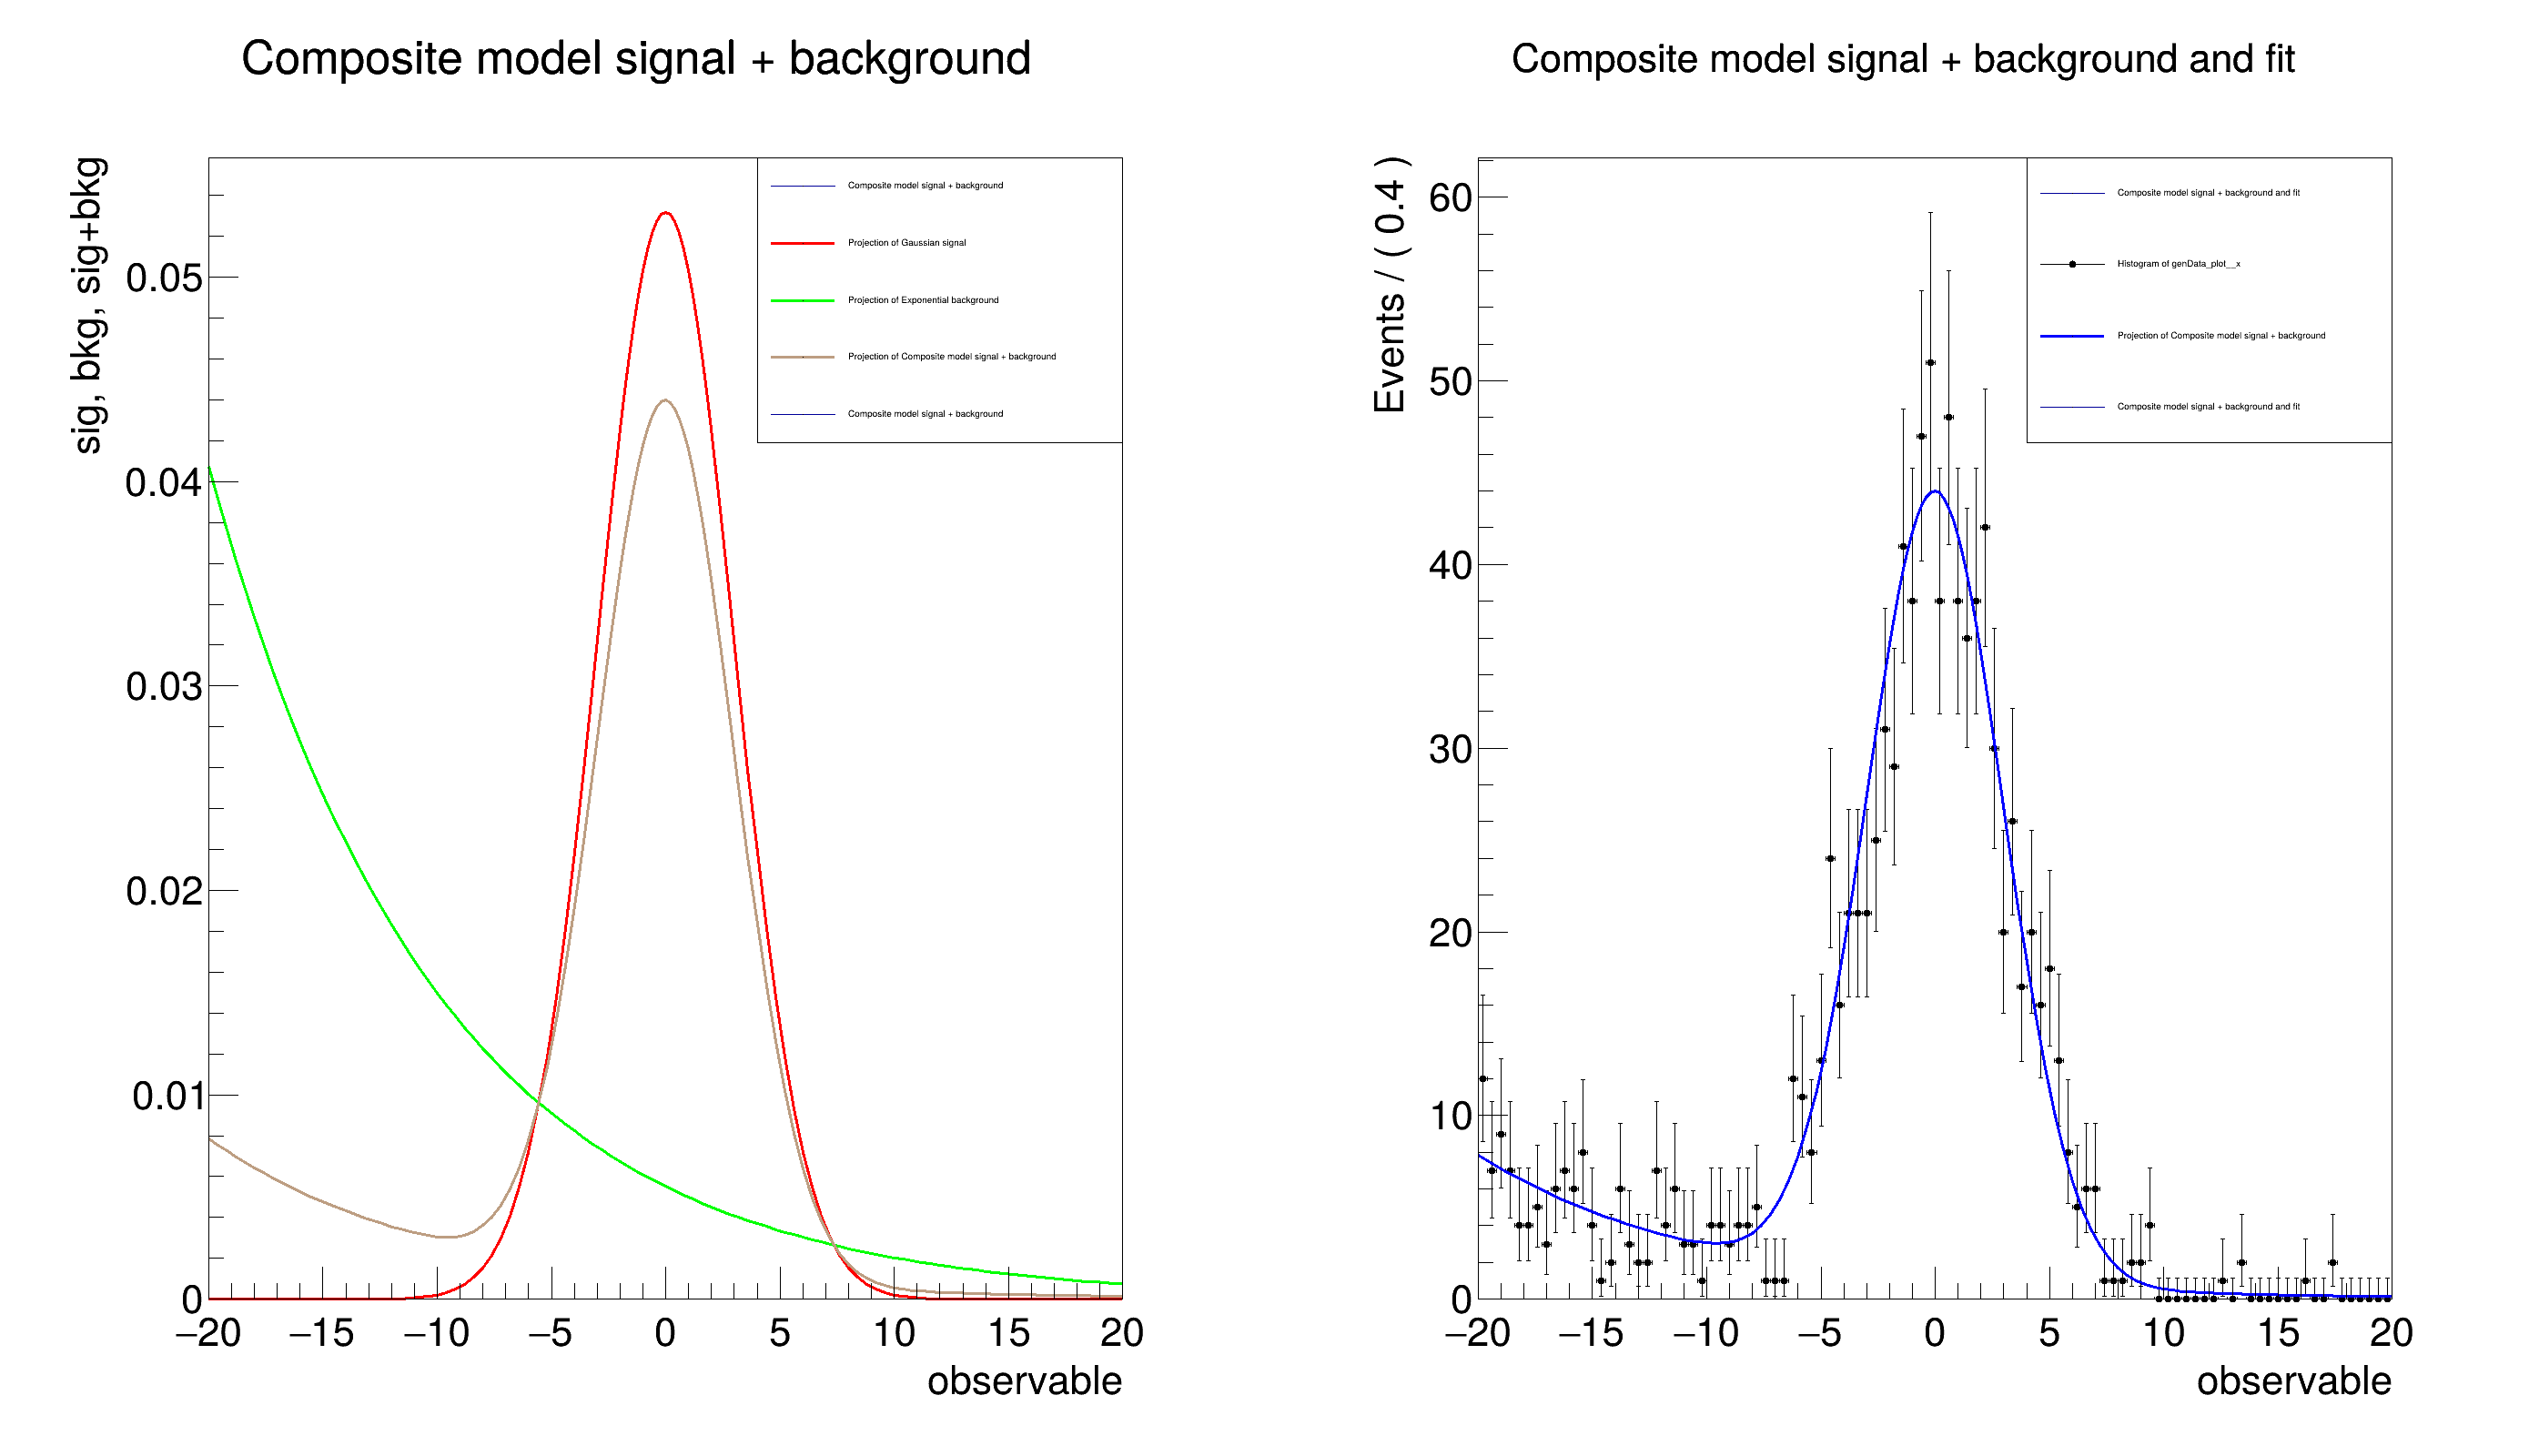 Composite model signal + background
sig, bkg, sig+bkg
Composite model signal + background
Projection of Gaussian signal
Projection of Exponential background
Projection of Composite model signal + background
Composite model signal + background
0.05
0.04
0.03
0.02
0.01
0
−20 −15 −10 −5 0 5 10 15 20
observable
Composite model signal + background and fit
Events / ( 0.4 )
Composite model signal + background and fit
Histogram of genData_plot__x
Projection of Composite model signal + background
Composite model signal + background and fit
60
50
40
30
20
10
0
−20 −15 −10 −5 0 5 10 15 20
observable